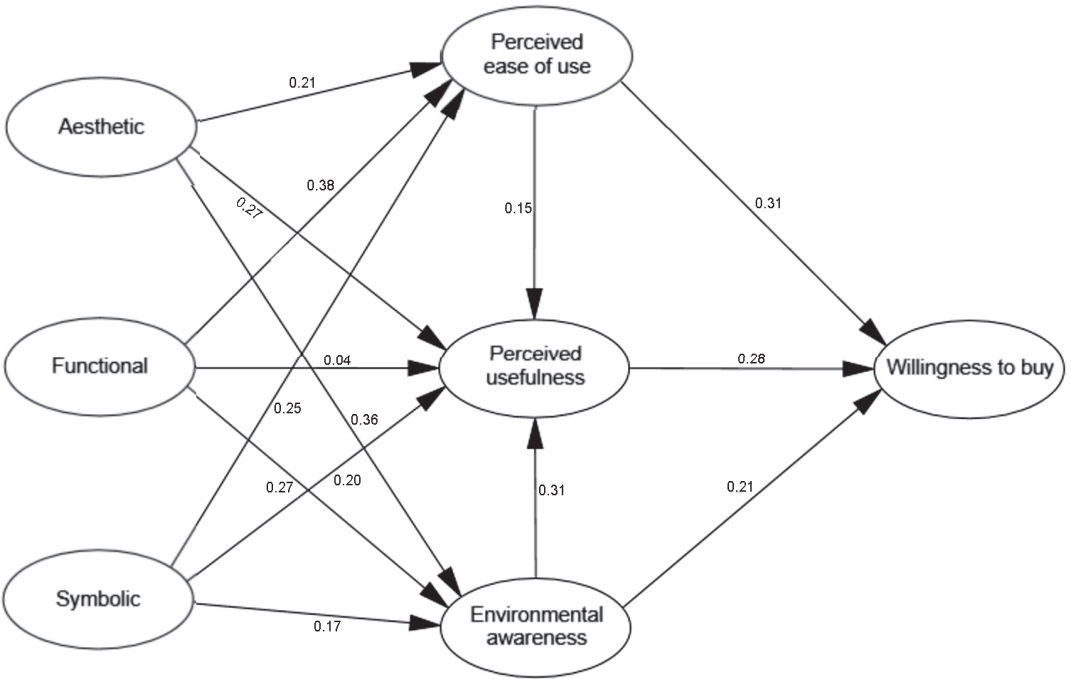 Perceived
ease of use
0.21
Aesthetic
0.38
0.27
0.15
0.31
Functional
0.04
Perceived
usefulness
0.28
Willingness to buy
0.25
0.36
0.27
0.20
0.31
0.21
Symbolic
0.17
Environmental
awareness